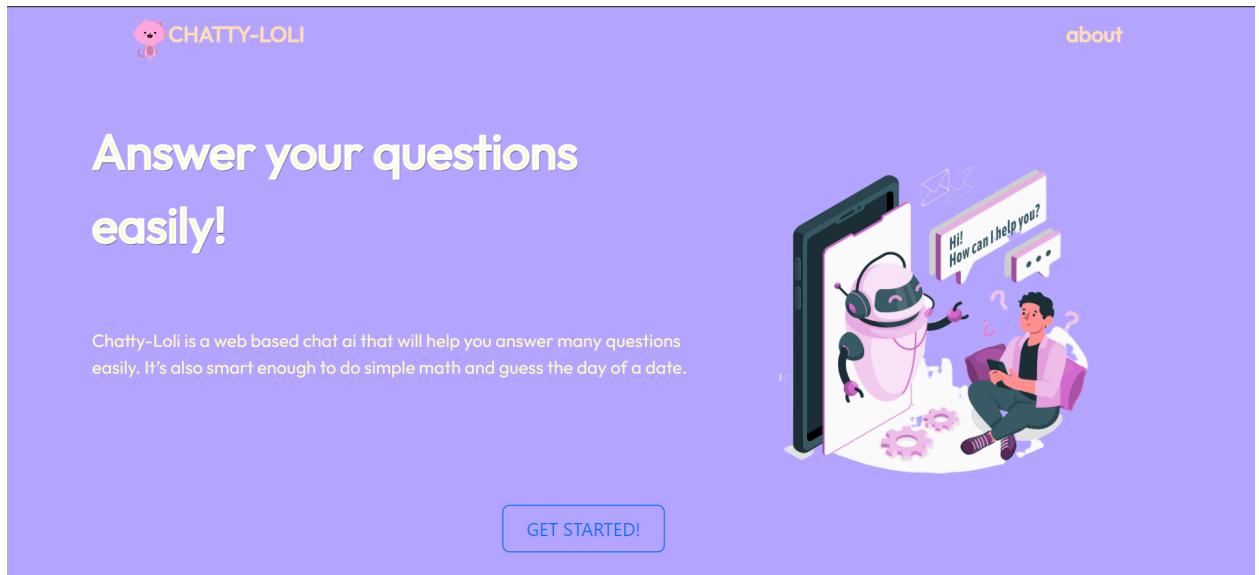 CHATTY-LOLI
about
Answer your questions
easily!
Hi!
How can I help you?
Chatty-Loli is a web based chat ai that will help you answer many questions
easily. It's also smart enough to do simple math and guess the day of a date.
GET STARTED!